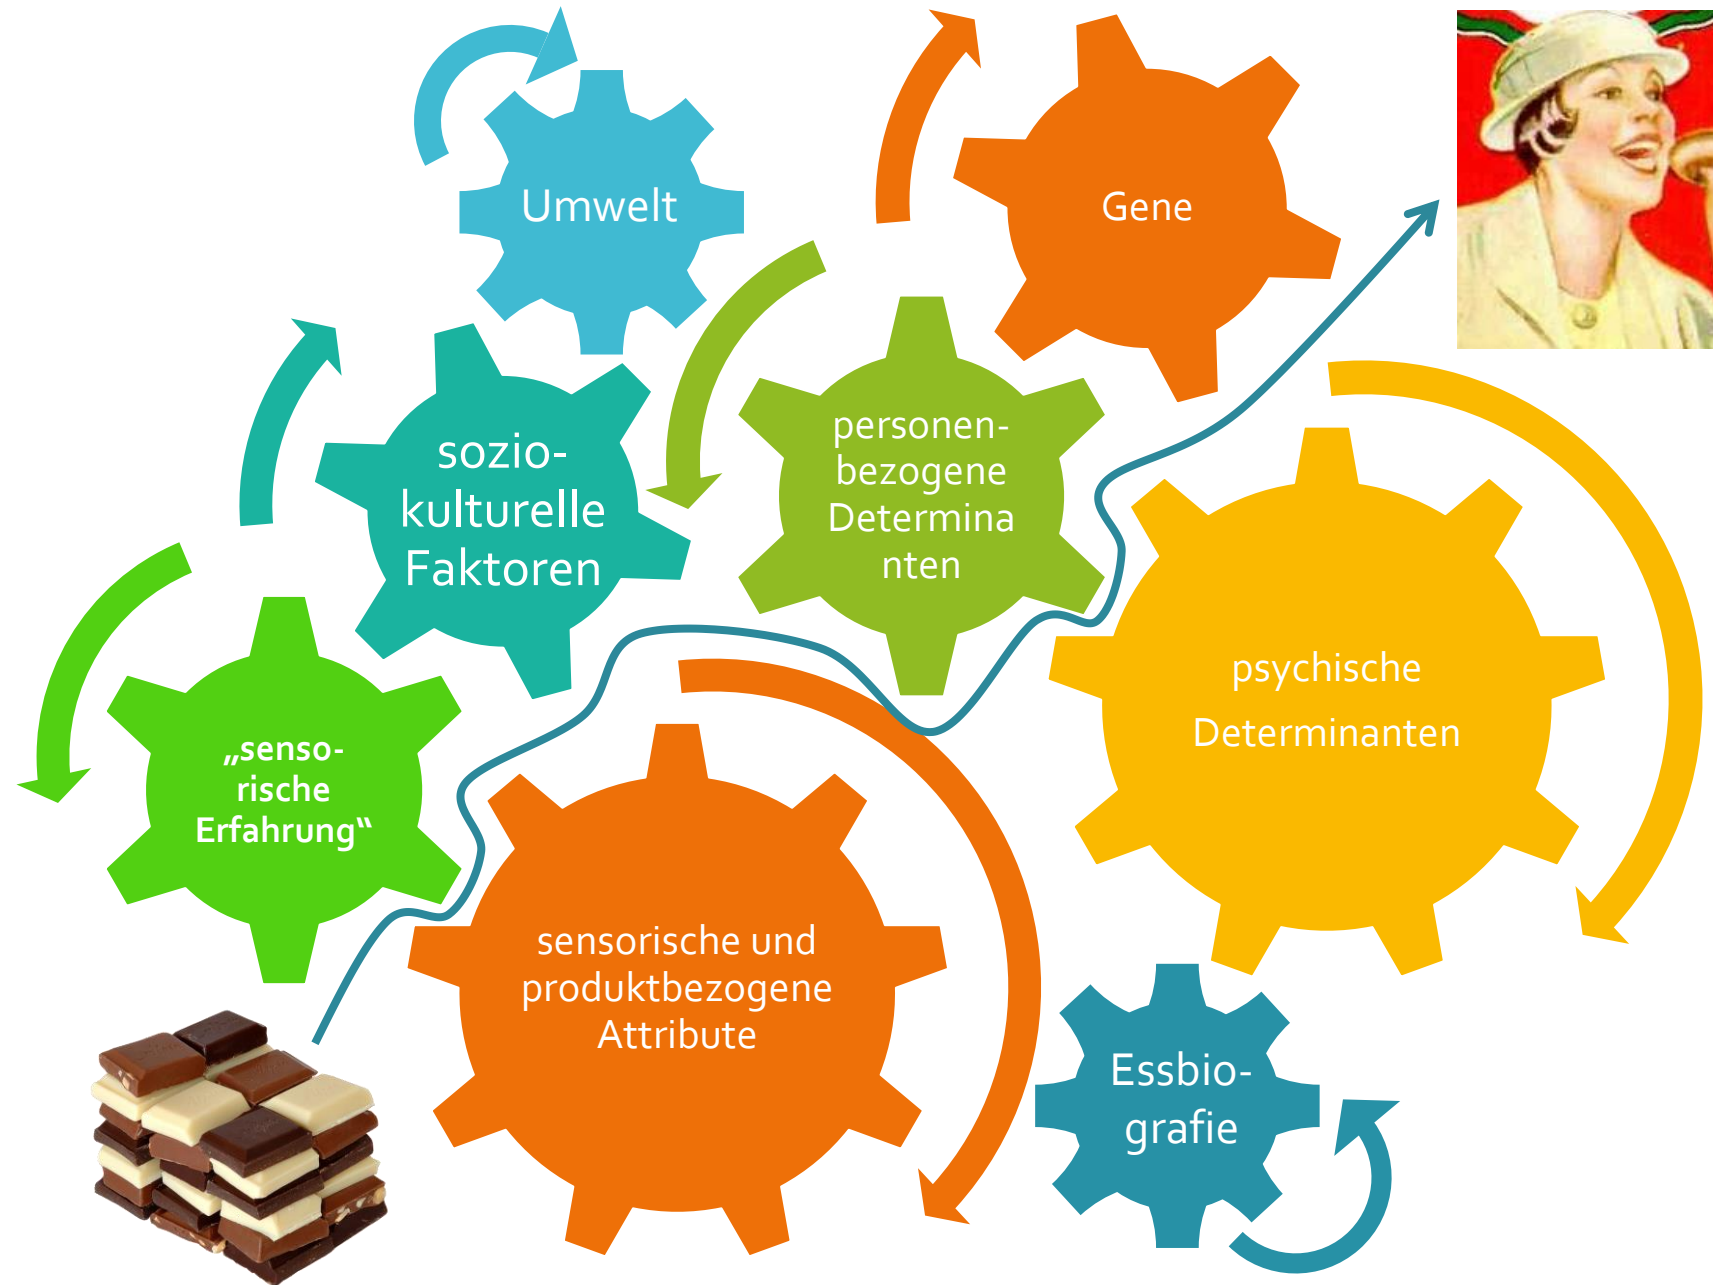 Umwelt
Gene
sozio-
kulturelle
Faktoren
personen-
bezogene
Determina
nten
psychische
Determinanten
„senso-
rische
Erfahrung“
sensorische und
produktbezogene
Attribute
Essbio-
grafie